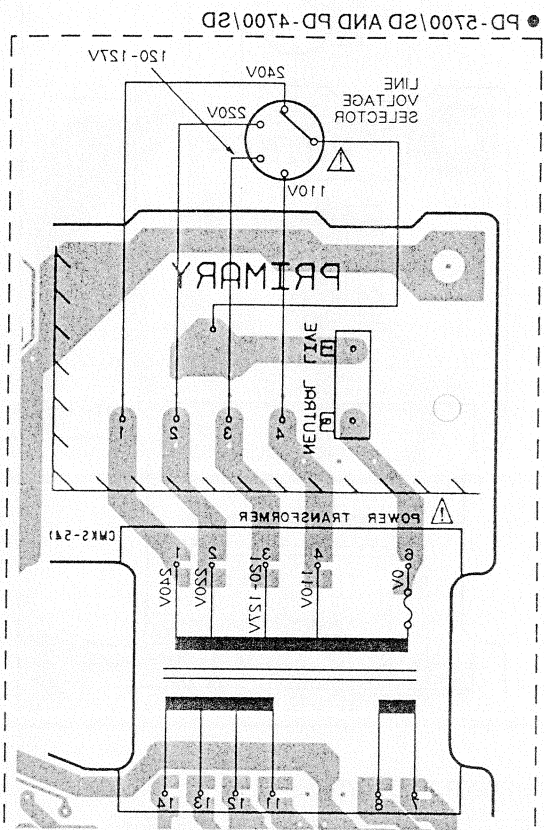 ● PD-5700/SD AND PD-4700/SD
LINE
VOLTAGE
SELECTOR
240V
120-127V
220V
110V
PRIMARY
LIVE
NEUTRAL
4 3 2 1
POWER TRANSFORMER
CMKS-54)
6 4 3 2 1
0V 110V 120-127V 220V 240V
7 8 11 12 13 14